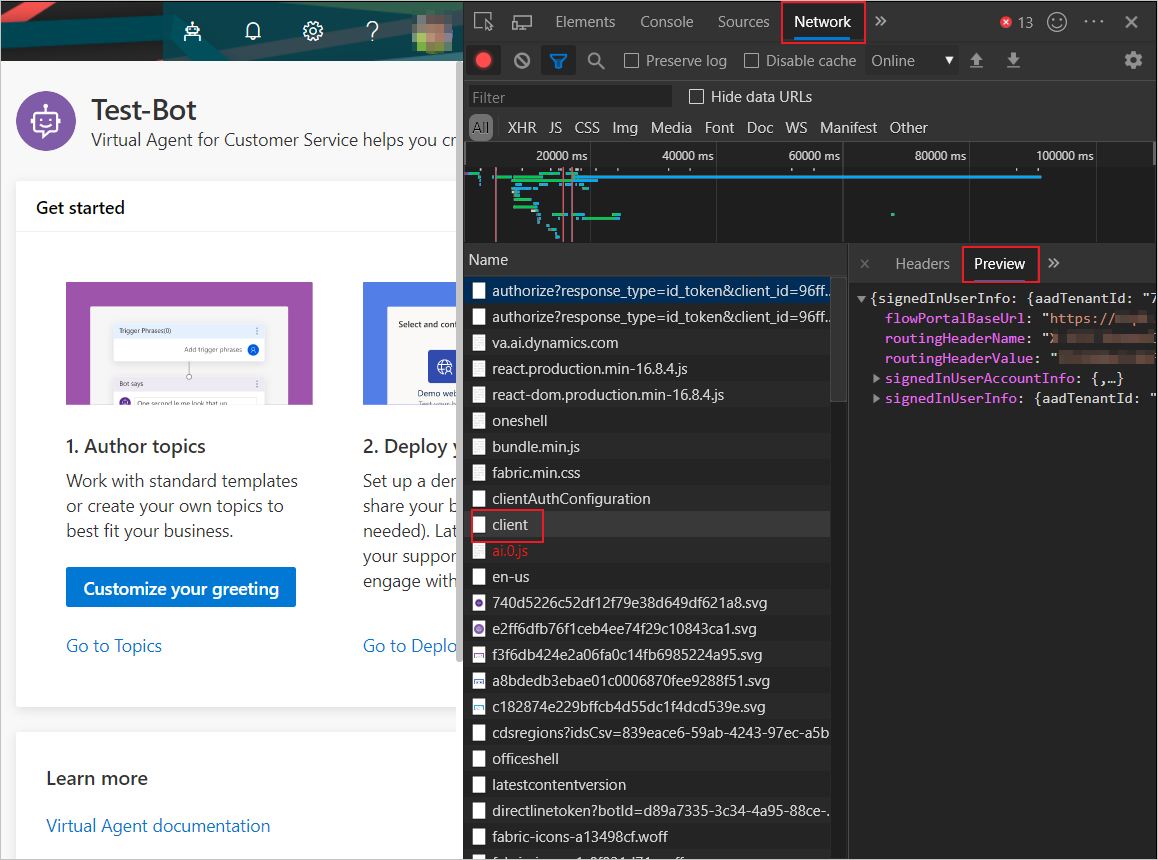 Test-Bot
Virtual Agent for Customer Service helps you cr
Get started
Trigger Phrases(0)
Add trigger phrases
Bot says
One second le me look that up
1. Author topics
Work with standard templates
or create your own topics to
best fit your business.
Customize your greeting
Go to Topics
Select and cont
Demo web
2. Deploy y
Set up a der
share your b
needed). Lat
your suppor
engage with
Go to Deplo
Learn more
Virtual Agent documentation
Elements Console Sources Network » 13
Preserve log Disable cache Online
Filter Hide data URLs
All XHR JS CSS Img Media Font Doc WS Manifest Other
20000 ms 40000 ms 60000 ms 80000 ms 100000 ms
Name
authorize?response_type=id_token&client_id=96ff..
authorize?response_type=id_token&client_id=96ff..
va.ai.dynamics.com
react.production.min-16.8.4.js
react-dom.production.min-16.8.4.js
oneshell
bundle.min.js
fabric.min.css
clientAuthConfiguration
client
ai.0.js
en-us
740d5226c52df12f79e38d649df621a8.svg
e2ff6dfb76f1ceb4ee74f29c10843ca1.svg
f3f6db424e2a06fa0c14fb6985224a95.svg
a8bdedb3ebae01c0006870fee9288f51.svg
c182874e229bffcb4d55dc1f4dcd539e.svg
cdsregions?idsCsv=839eace6-59ab-4243-97ec-a5b
officeshell
latestcontentversion
directlinetoken?botId=d89a7335-3c34-4a95-88ce-.
fabric-icons-a13498cf.woff
Headers Preview »
{signedInUserInfo: {aadTenantId: "7
flowPortalBaseUrl: "https://
routingHeaderName: "X
routingHeaderValue: "
signedInUserAccountInfo: {,…}
signedInUserInfo: {aadTenantId: "